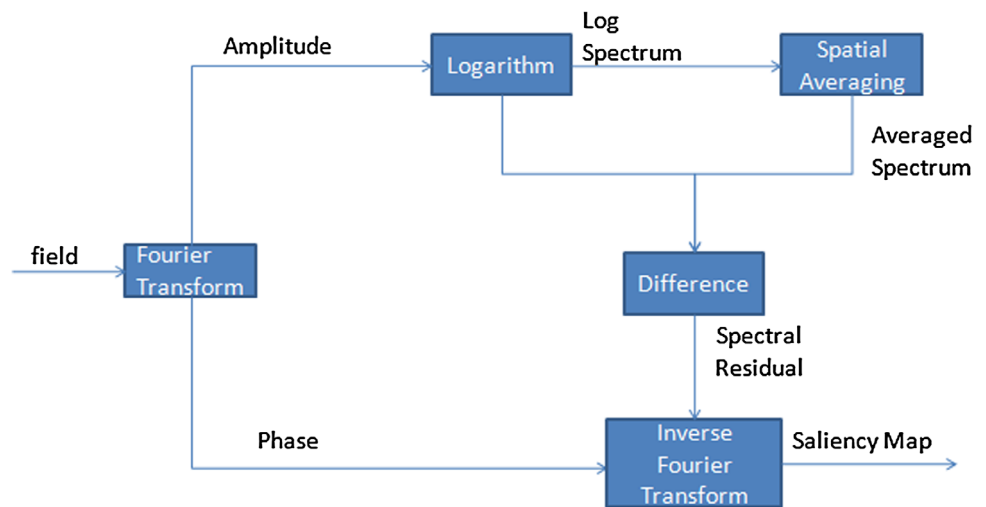 Amplitude
Logarithm
Log
Spectrum
Spatial
Averaging
Averaged
Spectrum
field
Fourier
Transform
Difference
Spectral
Residual
Phase
Inverse
Fourier
Transform
Saliency Map